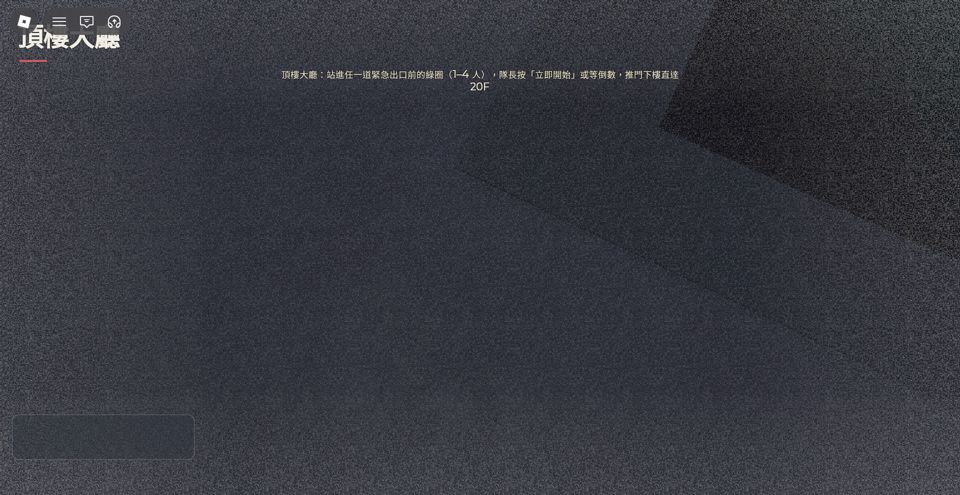 頂樓大廳
頂樓大廳：站進任一道緊急出口前的綠圈（1–4 人），隊長按「立即開始」或等倒數，推門下樓直達
20F